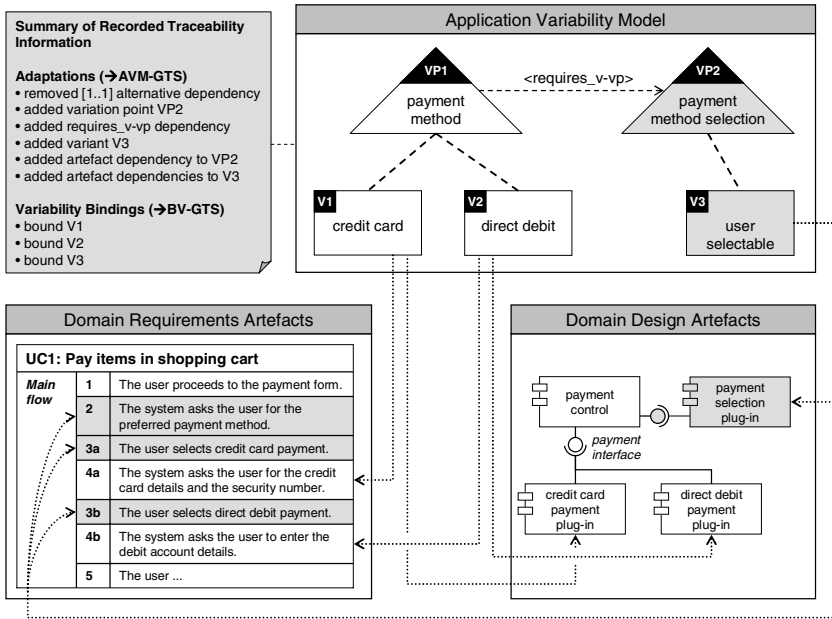 Summary of Recorded Traceability
Information
Adaptations (→AVM-GTS)
• removed [1..1] alternative dependency
• added variation point VP2
• added requires_v-vp dependency
• added variant V3
• added artefact dependency to VP2
• added artefact dependencies to V3
Variability Bindings (→BV-GTS)
• bound V1
• bound V2
• bound V3
Application Variability Model
VP1
payment
method
<requires_v-vp>
VP2
payment
method selection
V1
credit card
V2
direct debit
V3
user
selectable
Domain Requirements Artefacts
UC1: Pay items in shopping cart
Main
flow
1 The user proceeds to the payment form.
2 The system asks the user for the
preferred payment method.
3a The user selects credit card payment.
4a The system asks the user for the credit
card details and the security number.
3b The user selects direct debit payment.
4b The system asks the user to enter the
debit account details.
5 The user ...
Domain Design Artefacts
payment
control
payment
selection
plug-in
payment
interface
credit card
payment
plug-in
direct debit
payment
plug-in